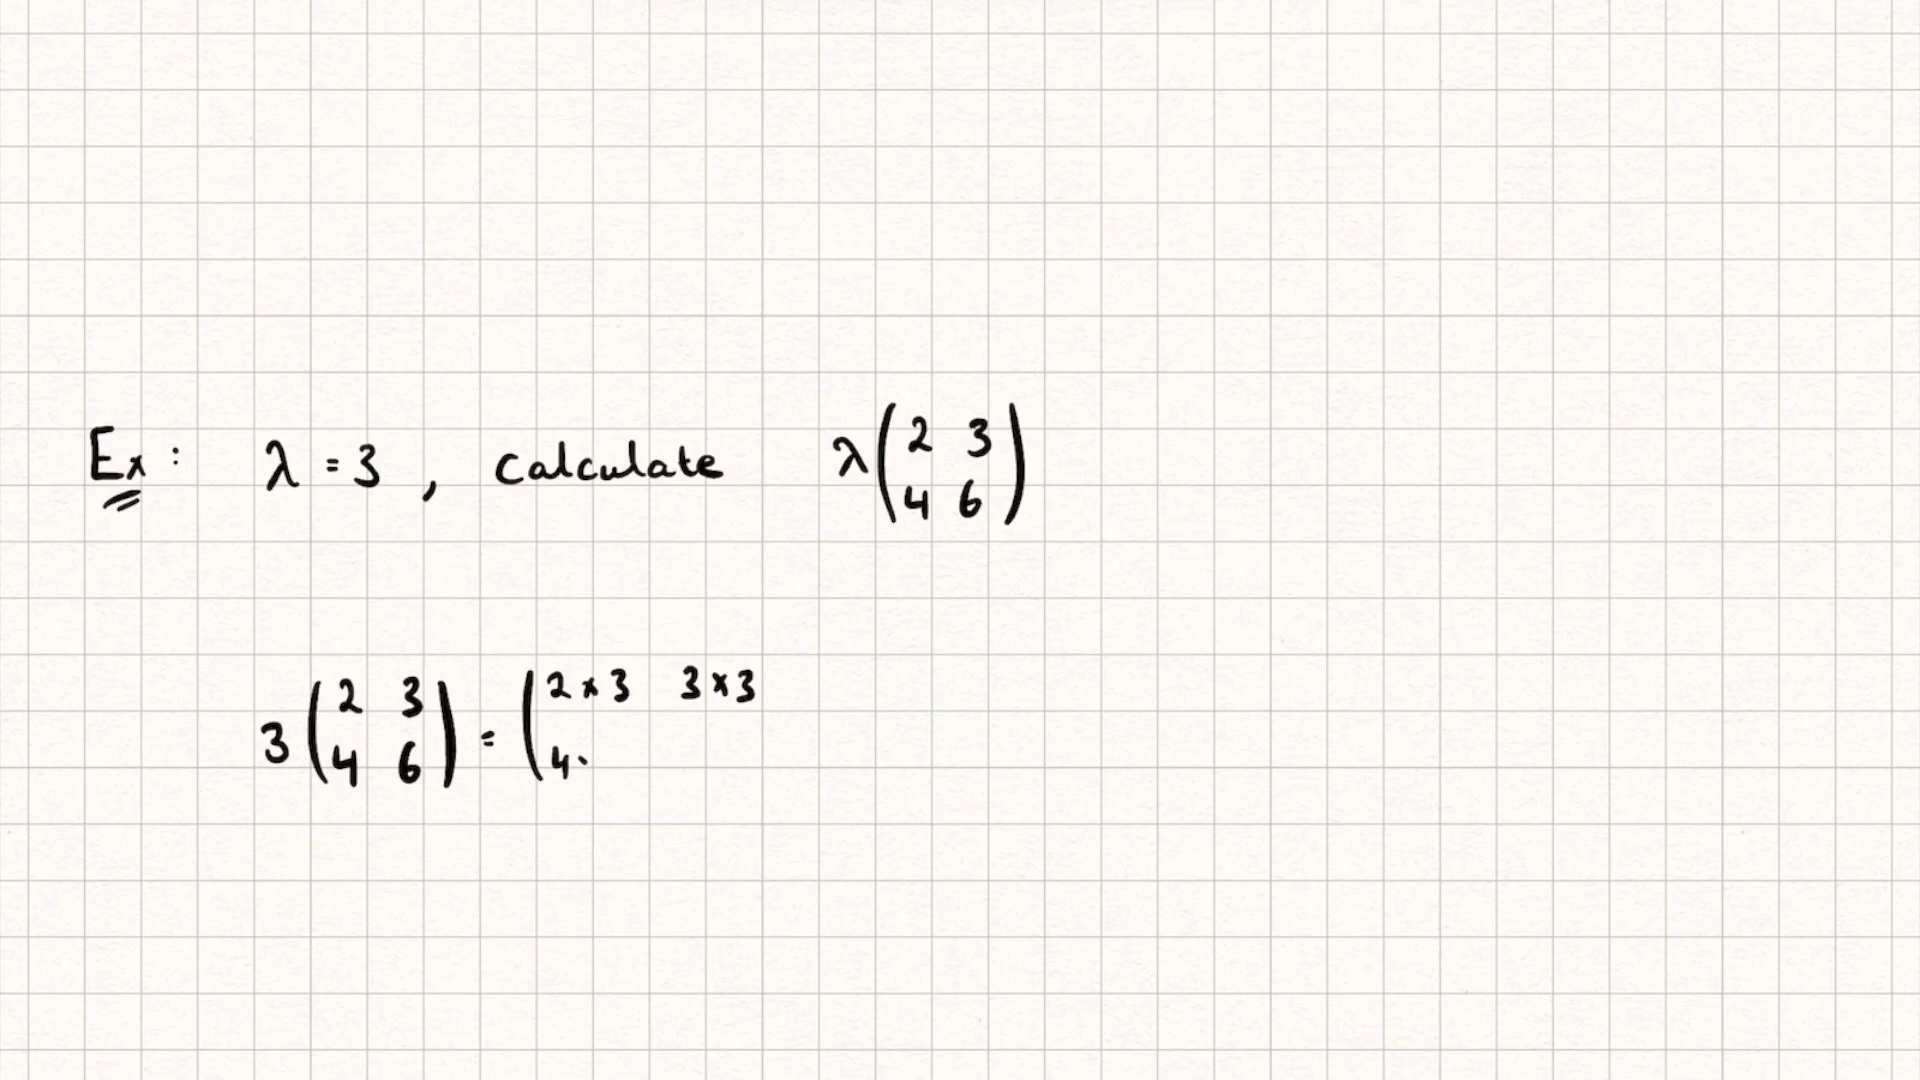 Ex : λ = 3 , calculate λ(2 3
4 6)
3(2 3
4 6) = (2×3 3×3
4·